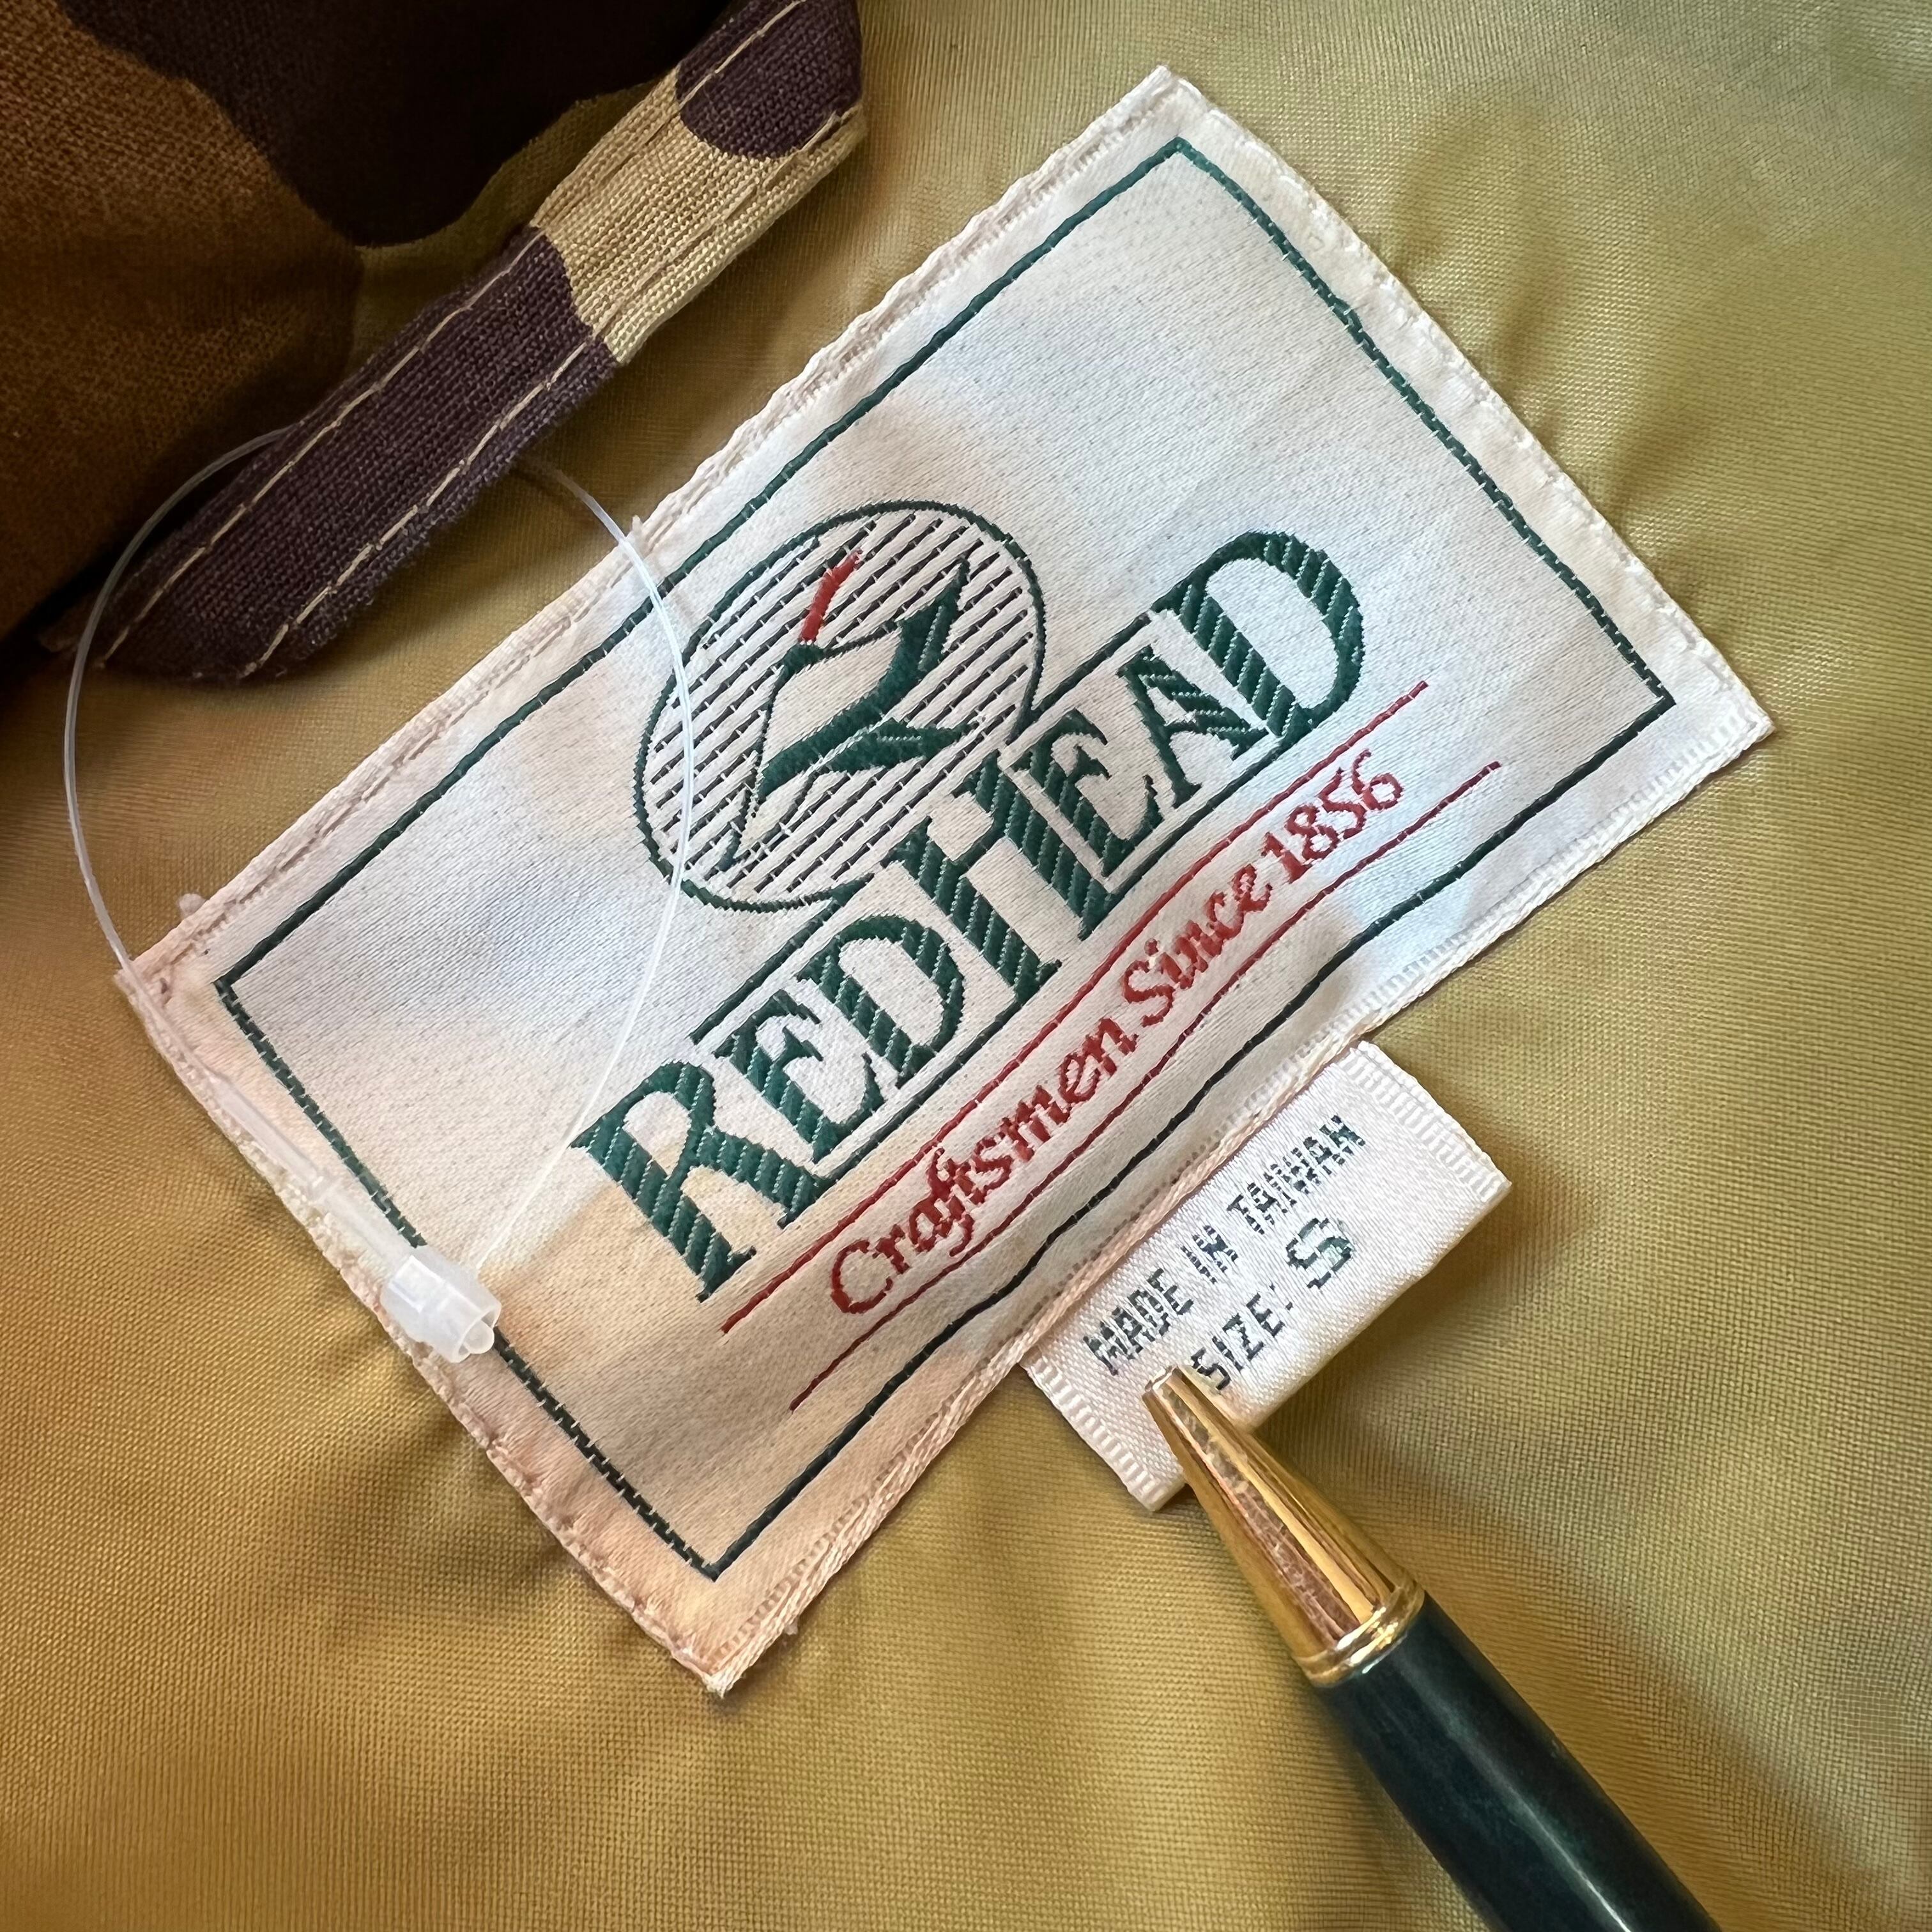 REDHEAD
Craftsmen Since 1856
MADE IN TAIWAN
SIZE: S